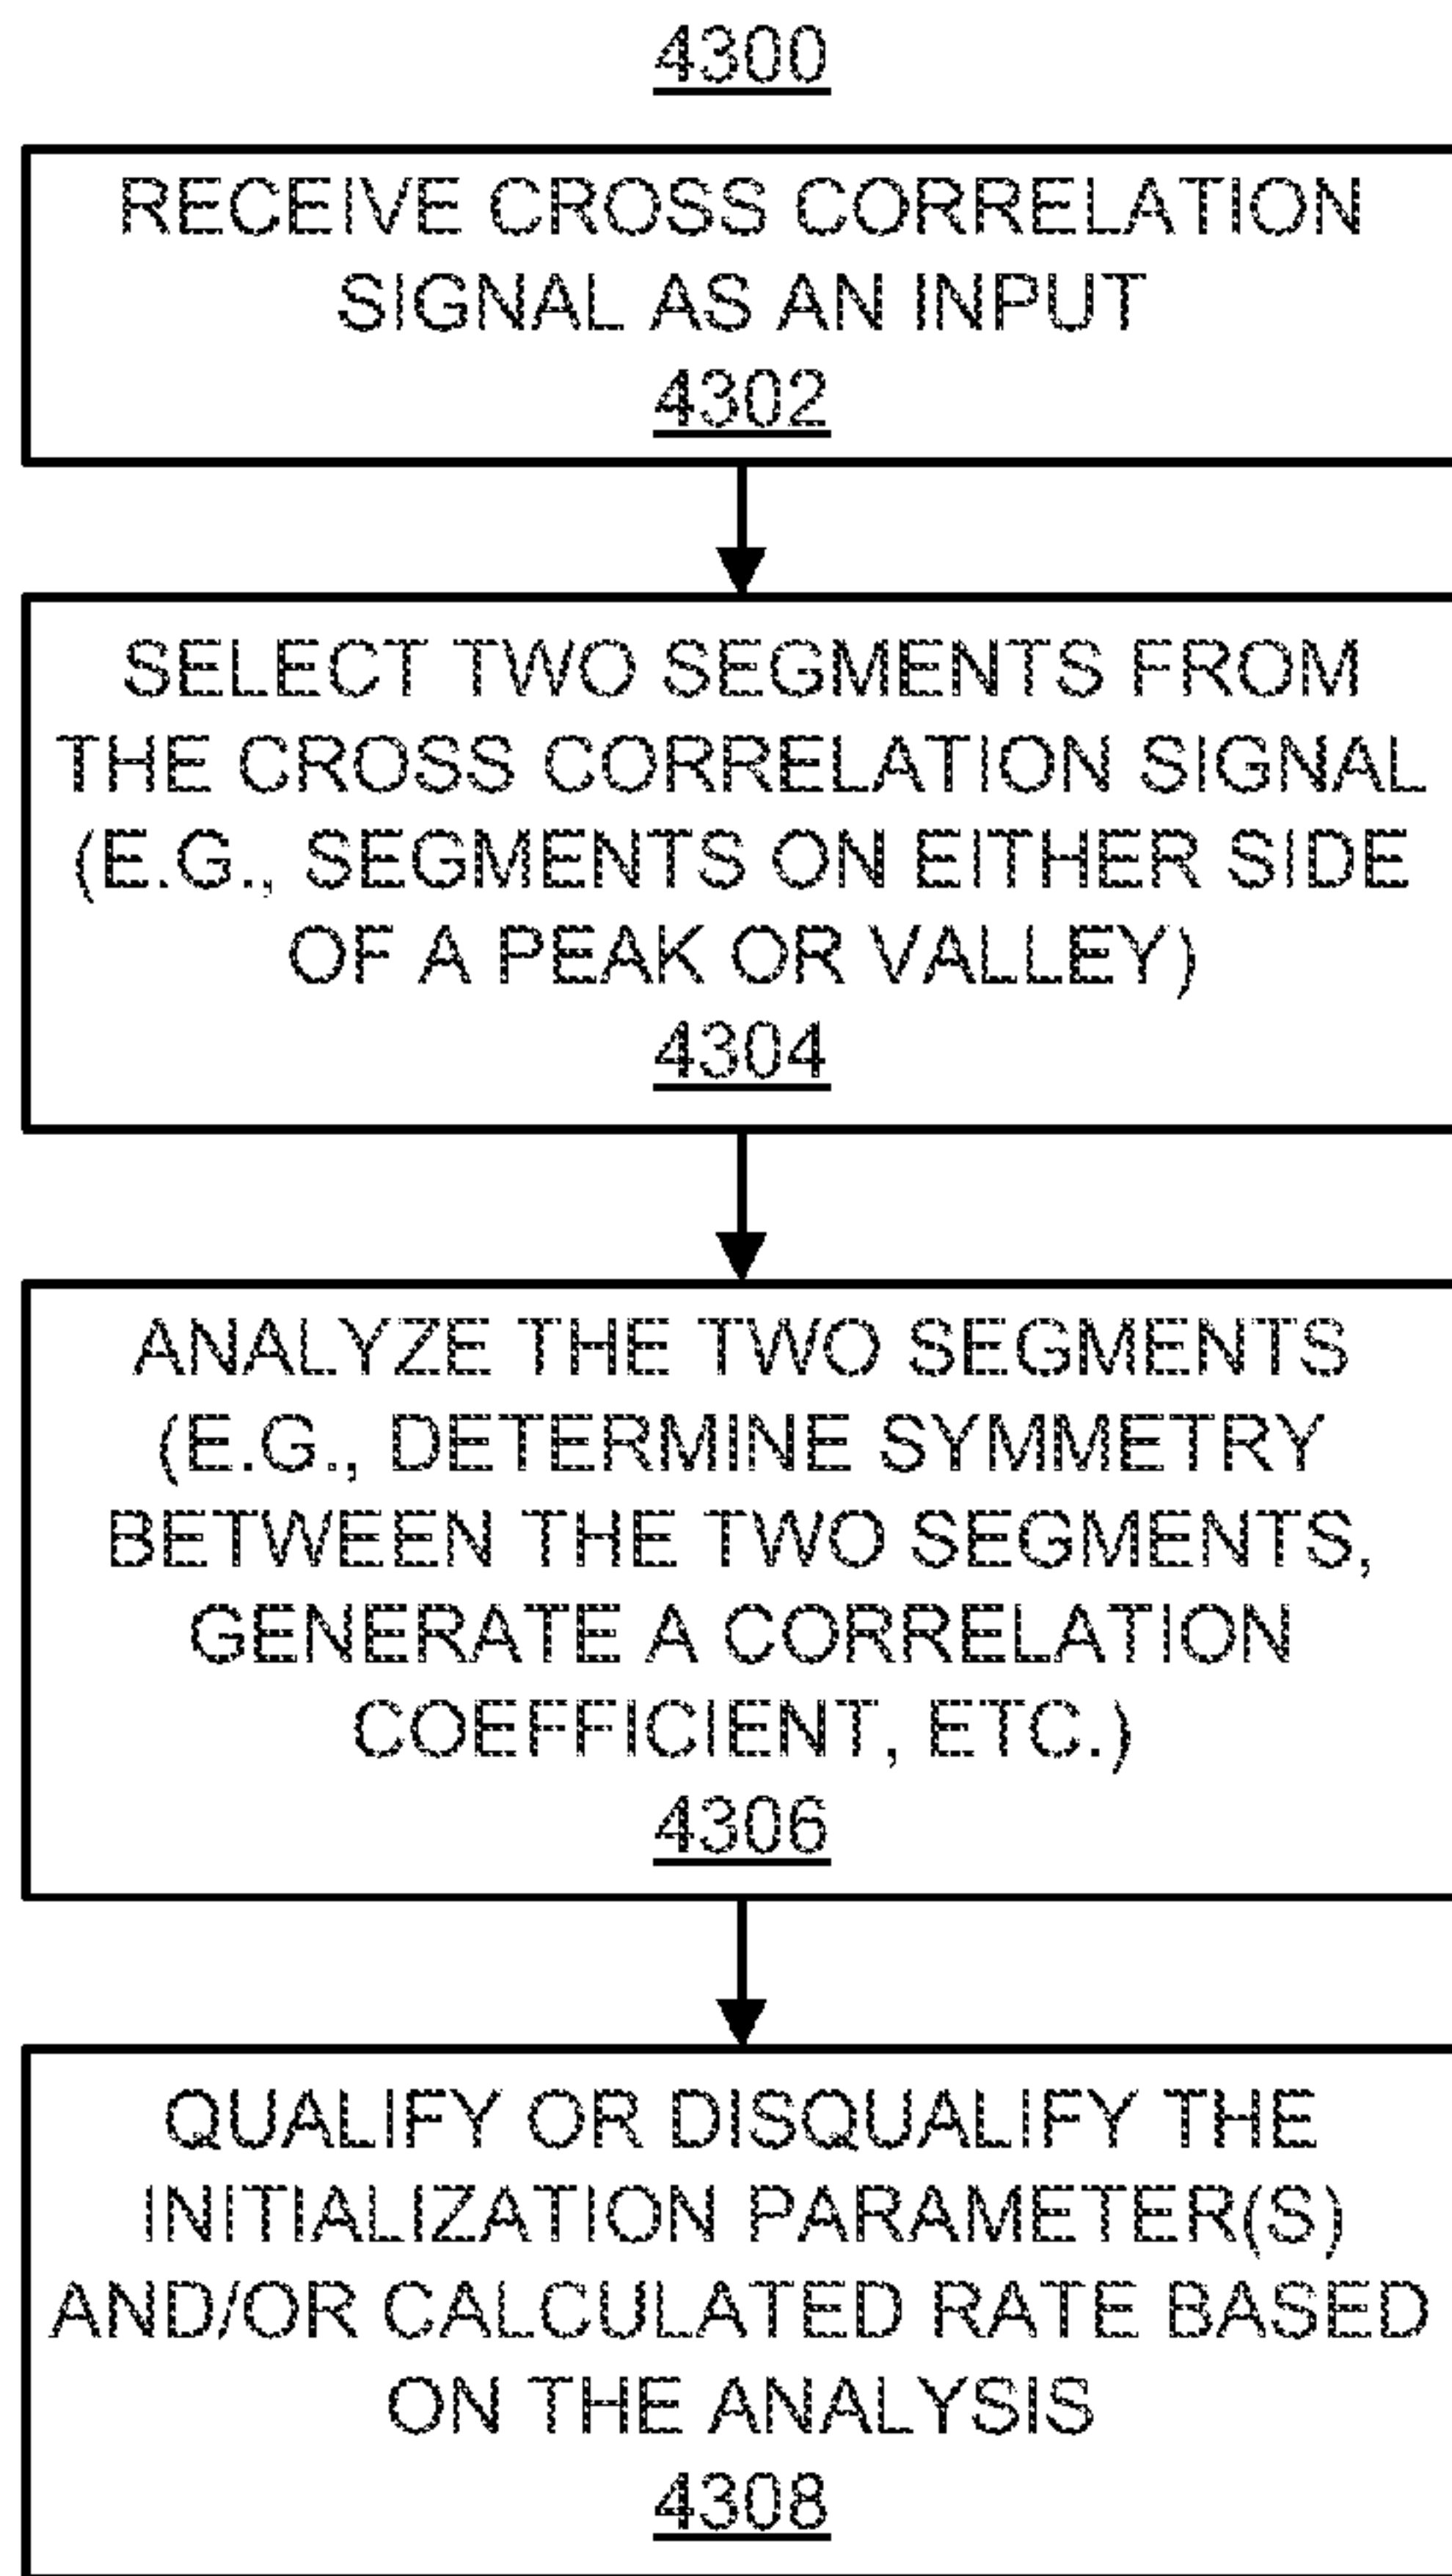 4300
RECEIVE CROSS CORRELATION
SIGNAL AS AN INPUT
4302
SELECT TWO SEGMENTS FROM
THE CROSS CORRELATION SIGNAL
(E.G., SEGMENTS ON EITHER SIDE
OF A PEAK OR VALLEY)
4304
ANALYZE THE TWO SEGMENTS
(E.G., DETERMINE SYMMETRY
BETWEEN THE TWO SEGMENTS,
GENERATE A CORRELATION
COEFFICIENT, ETC.)
4306
QUALIFY OR DISQUALIFY THE
INITIALIZATION PARAMETER(S)
AND/OR CALCULATED RATE BASED
ON THE ANALYSIS
4308